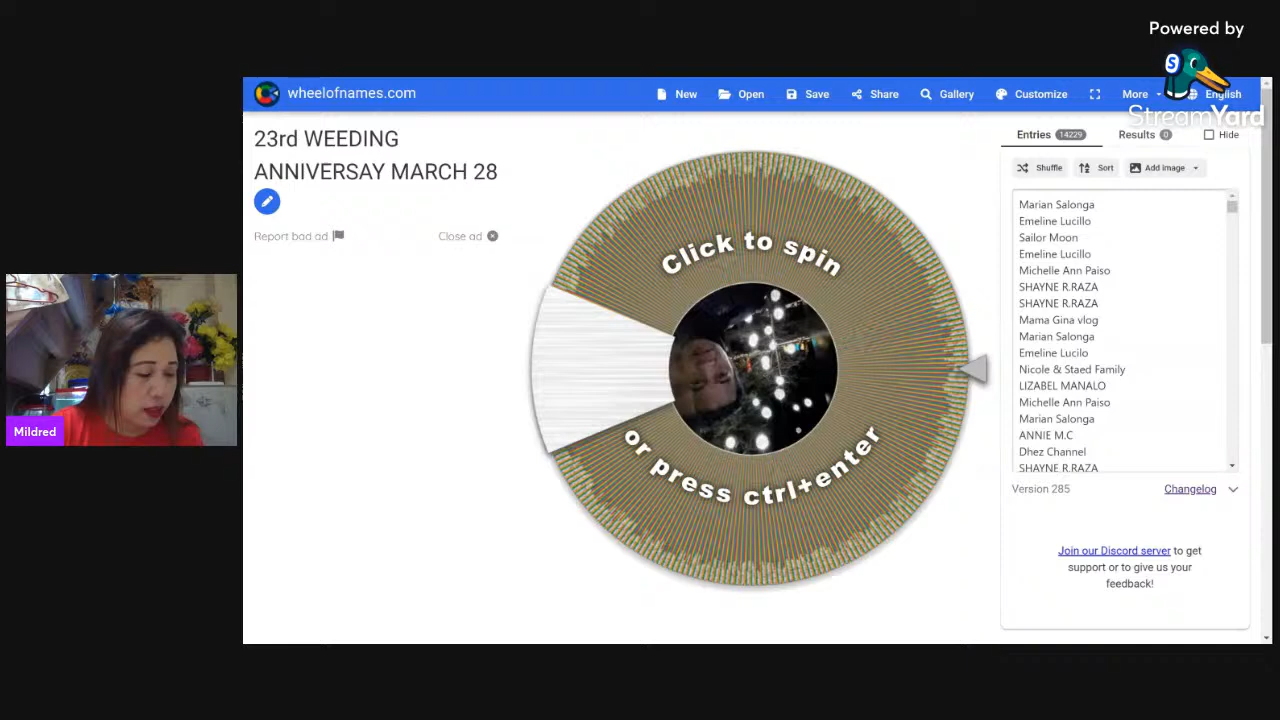 Powered by
StreamYard
wheelofnames.com
New Open Save Share Gallery Customize More English
23rd WEEDING
ANNIVERSAY MARCH 28
Report bad ad Close ad
Click to spin
or press ctrl+enter
Mildred
Entries 14229 Results 0 Hide
Shuffle Sort Add image
Marian Salonga
Emeline Lucillo
Sailor Moon
Emeline Lucillo
Michelle Ann Paiso
SHAYNE R.RAZA
SHAYNE R.RAZA
Mama Gina vlog
Marian Salonga
Emeline Lucilo
Nicole & Staed Family
LIZABEL MANALO
Michelle Ann Paiso
Marian Salonga
ANNIE M.C
Dhez Channel
SHAYNE R.RAZA
Version 285 Changelog
Join our Discord server to get
support or to give us your
feedback!